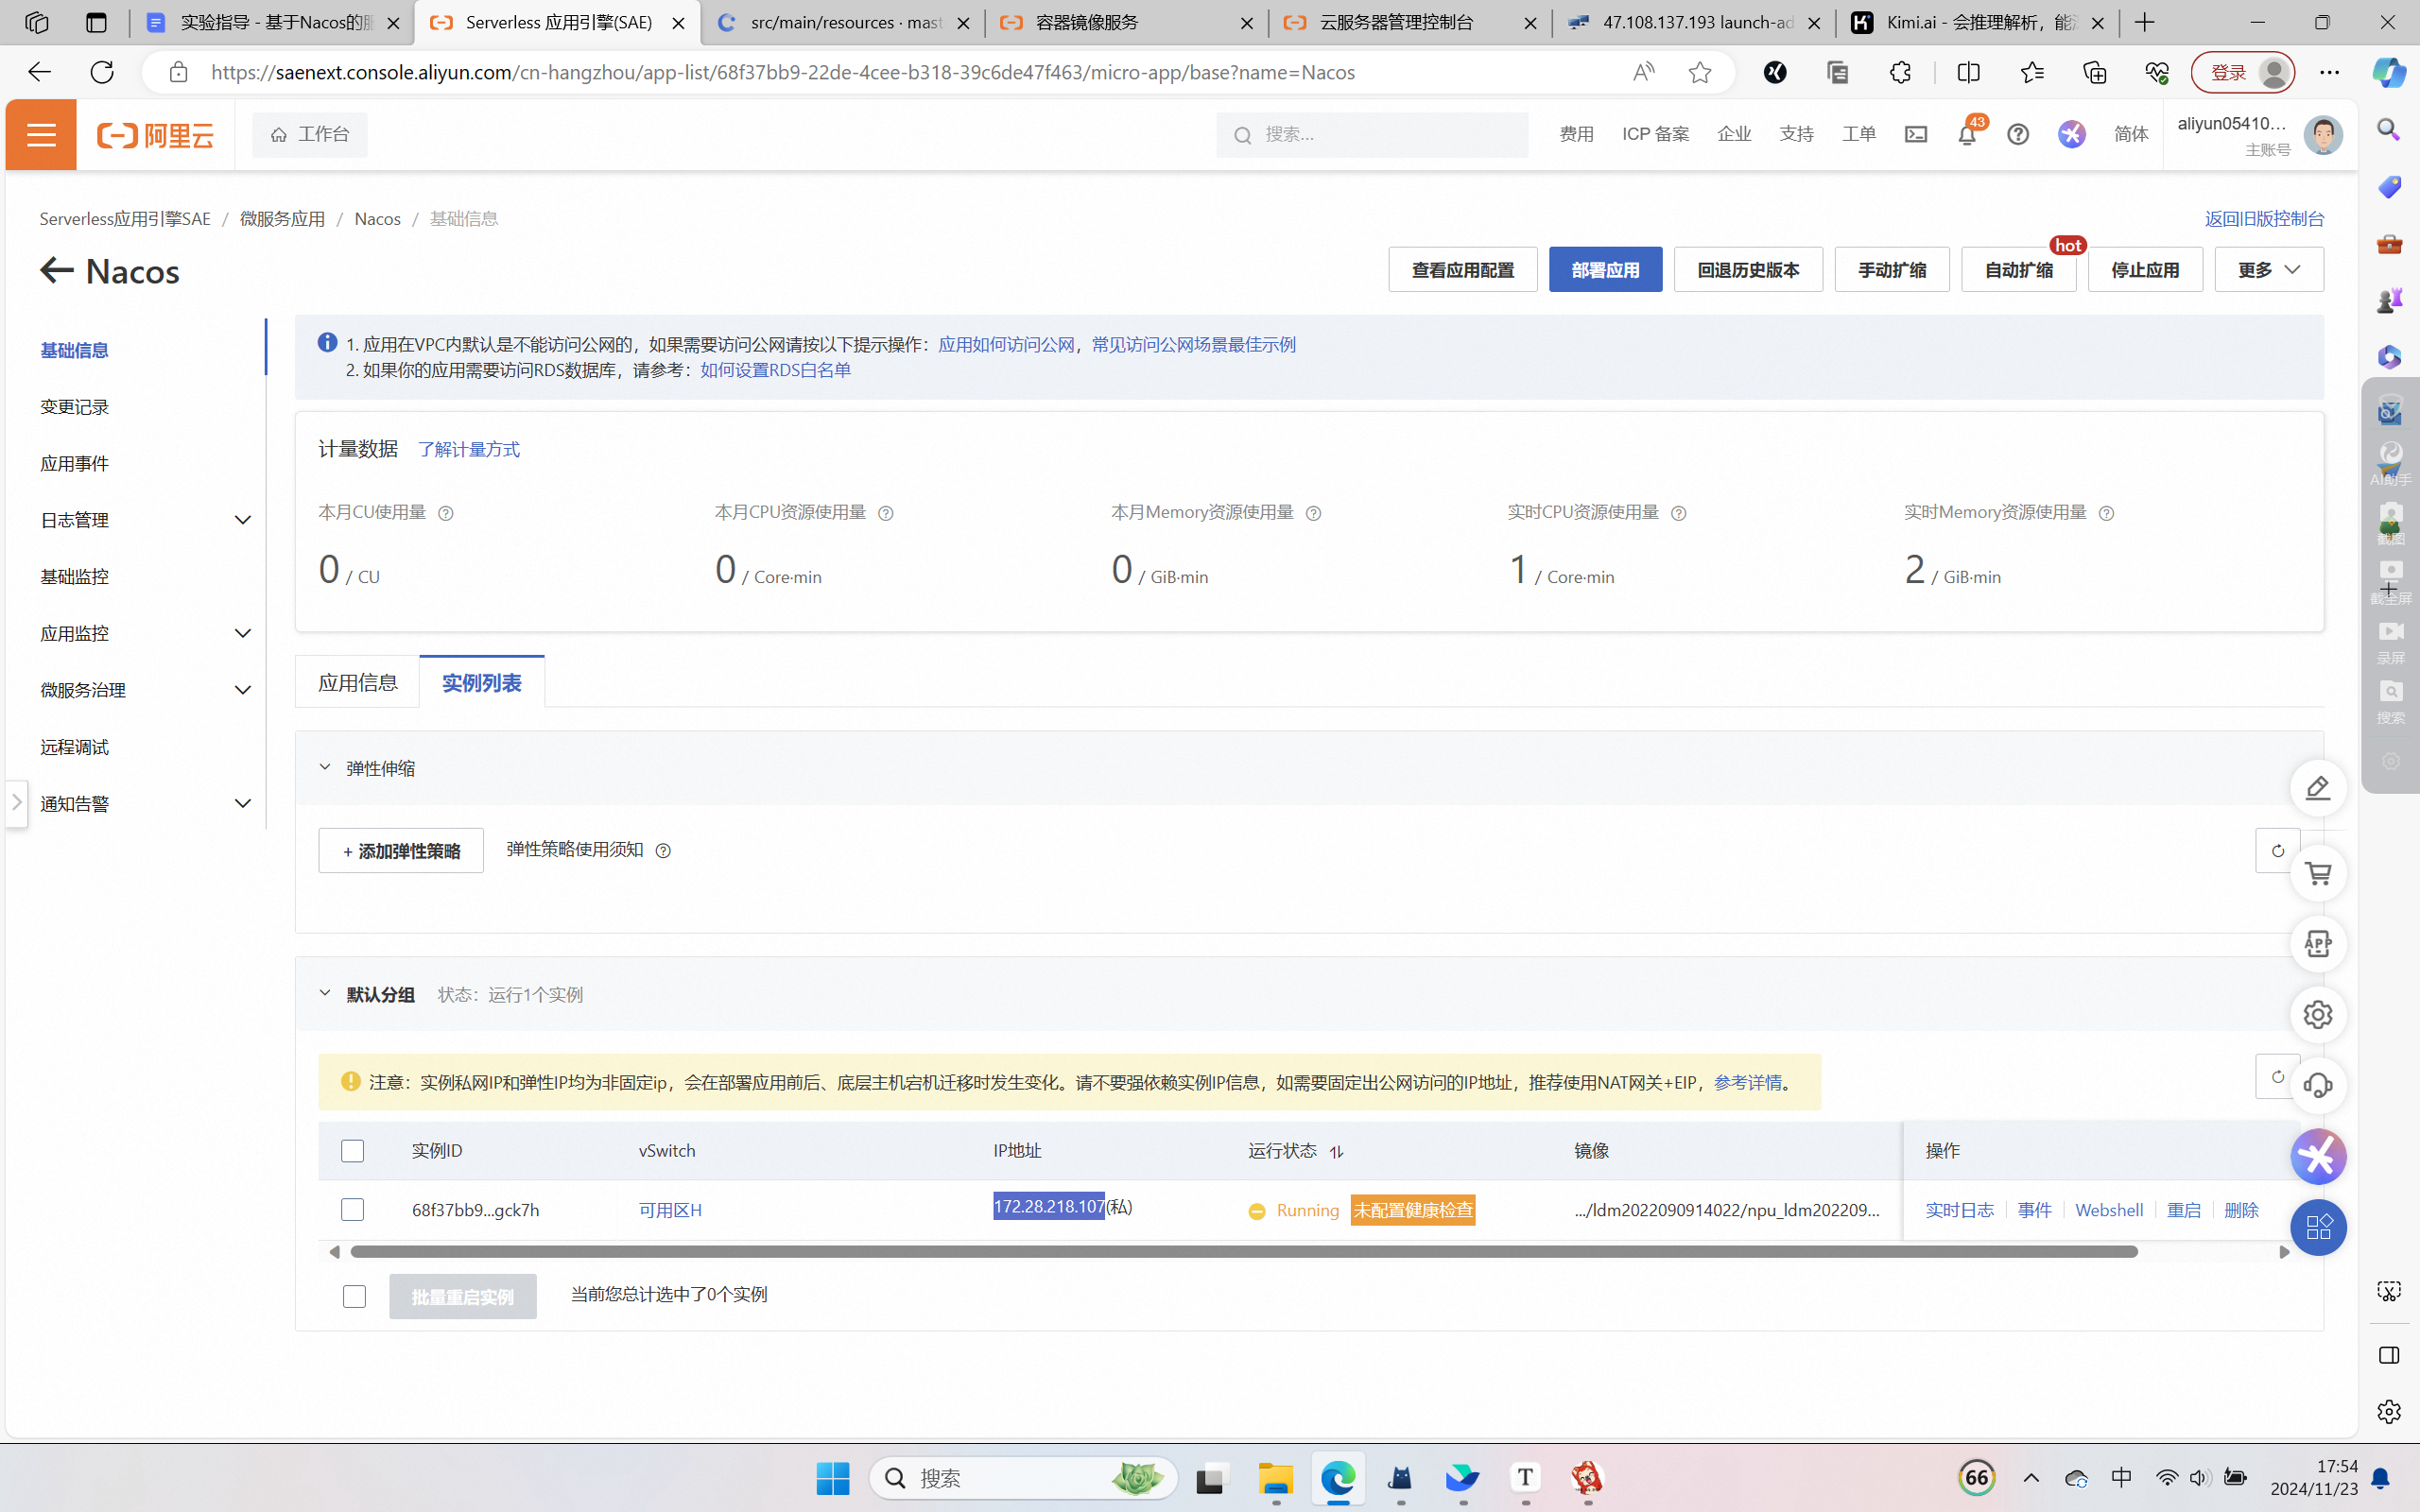 实验指导 - 基于Nacos的服
Serverless 应用引擎(SAE)
src/main/resources · mast
容器镜像服务
云服务器管理控制台
47.108.137.193 launch-ad
Kimi.ai - 会推理解析，能
https://saenext.console.aliyun.com/cn-hangzhou/app-list/68f37bb9-22de-4cee-b318-39c6de47f463/micro-app/base?name=Nacos
登录
阿里云
工作台
搜索...
费用
ICP 备案
企业
支持
工单
43
简体
aliyun05410...
主账号
Serverless应用引擎SAE / 微服务应用 / Nacos / 基础信息
返回旧版控制台
Nacos
查看应用配置
部署应用
回退历史版本
手动扩缩
自动扩缩
hot
停止应用
更多
基础信息
变更记录
应用事件
日志管理
基础监控
应用监控
微服务治理
远程调试
通知告警
1. 应用在VPC内默认是不能访问公网的，如果需要访问公网请按以下提示操作：应用如何访问公网，常见访问公网场景最佳示例
2. 如果你的应用需要访问RDS数据库，请参考：如何设置RDS白名单
计量数据 了解计量方式
本月CU使用量
0 / CU
本月CPU资源使用量
0 / Core·min
本月Memory资源使用量
0 / GiB·min
实时CPU资源使用量
1 / Core·min
实时Memory资源使用量
2 / GiB·min
应用信息
实例列表
弹性伸缩
+ 添加弹性策略
弹性策略使用须知
默认分组 状态：运行1个实例
注意：实例私网IP和弹性IP均为非固定ip，会在部署应用前后、底层主机宕机迁移时发生变化。请不要强依赖实例IP信息，如需要固定出公网访问的IP地址，推荐使用NAT网关+EIP，参考详情。
实例ID vSwitch IP地址 运行状态 镜像 操作
68f37bb9...gck7h 可用区H 172.28.218.107(私) Running 未配置健康检查 .../ldm2022090914022/npu_ldm202209... 实时日志 事件 Webshell 重启 删除
批量重启实例
当前您总计选中了0个实例
AI助手
截图
截全屏
录屏
搜索
APP
搜索
T
66
中
17:54
2024/11/23